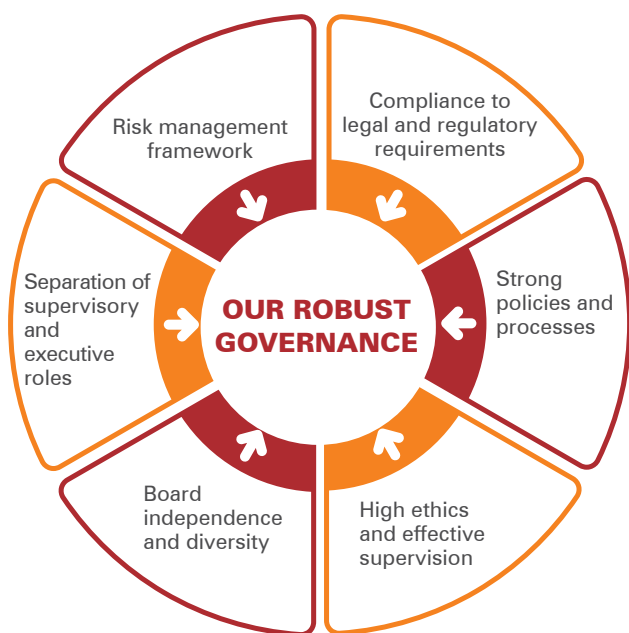 Risk management
framework
Compliance to
legal and regulatory
requirements
Separation of
supervisory
and
executive
roles
OUR ROBUST
GOVERNANCE
Strong
policies and
processes
Board
independence
and diversity
High ethics
and effective
supervision